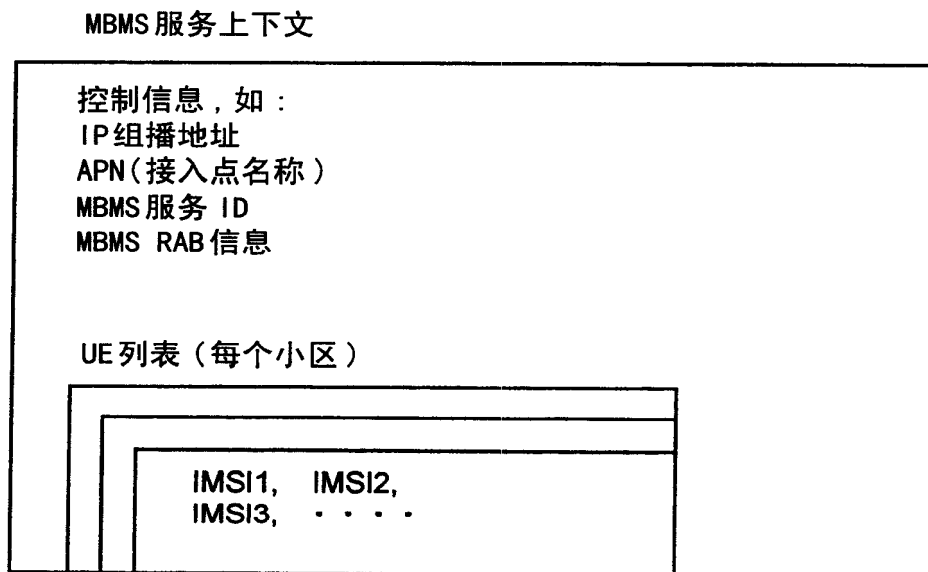 MBMS服务上下文
控制信息，如：
IP组播地址
APN（接入点名称）
MBMS服务 ID
MBMS RAB信息
UE列表（每个小区）
IMSI1, IMSI2,
IMSI3, ・・・・